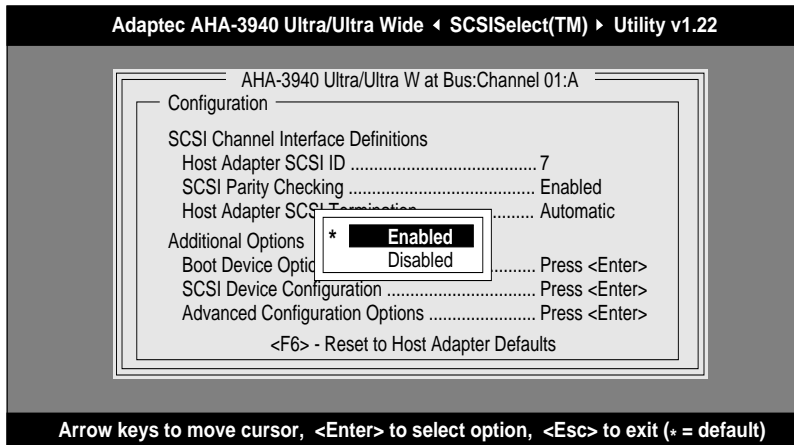 Adaptec AHA-3940 Ultra/Ultra Wide ◂ SCSISelect(TM) ▸ Utility v1.22
AHA-3940 Ultra/Ultra W at Bus:Channel 01:A
Configuration
SCSI Channel Interface Definitions
Host Adapter SCSI ID ....................................... 7
SCSI Parity Checking ...................................... Enabled
Host Adapter ......... Automatic
* Enabled
Disabled
Additional Options
Boot Device ......... Press <Enter>
SCSI Device Configuration ............................... Press <Enter>
Advanced Configuration Options ...................... Press <Enter>
<F6> - Reset to Host Adapter Defaults
Arrow keys to move cursor, <Enter> to select option, <Esc> to exit (* = default)